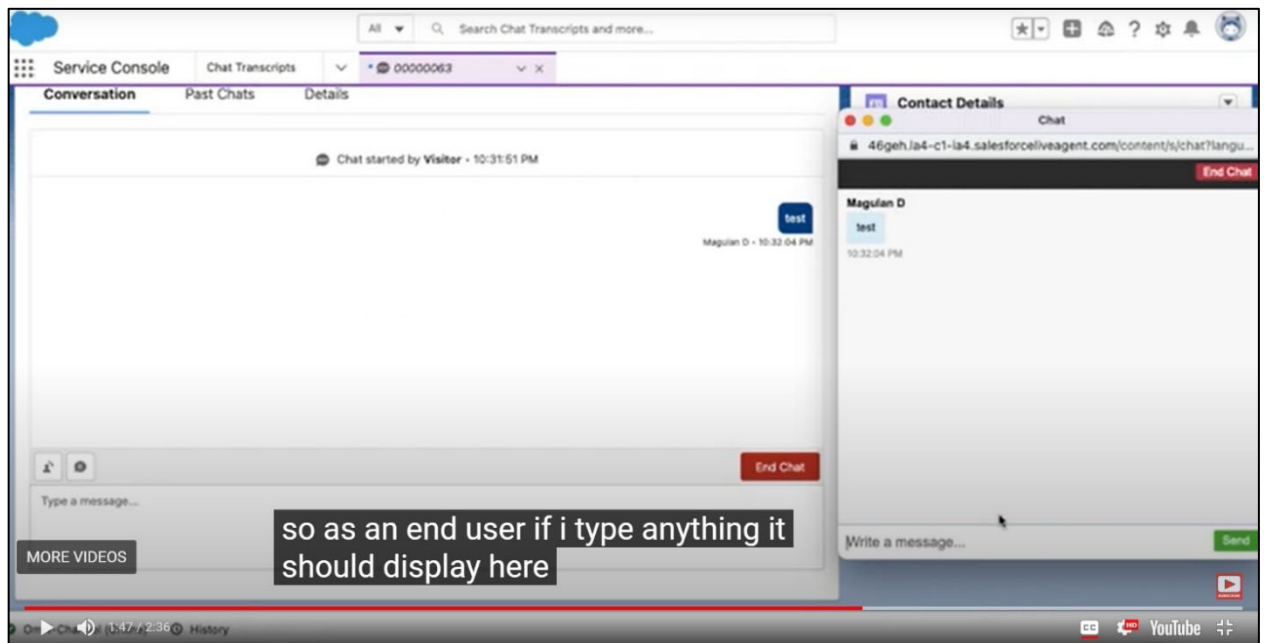 All
Search Chat Transcripts and more...
Service Console
Chat Transcripts
00000063
Conversation
Past Chats
Details
Contact Details
Chat started by Visitor • 10:31:51 PM
test
Magulan D • 10:32:04 PM
End Chat
Type a message...
Chat
46geh.la4-c1-ia4.salesforceliveagent.com/content/s/chat?langu...
End Chat
Magulan D
test
10:32:04 PM
Write a message...
Send
so as an end user if i type anything it
should display here
MORE VIDEOS
1:47 / 2:36
History
CC
HD
YouTube